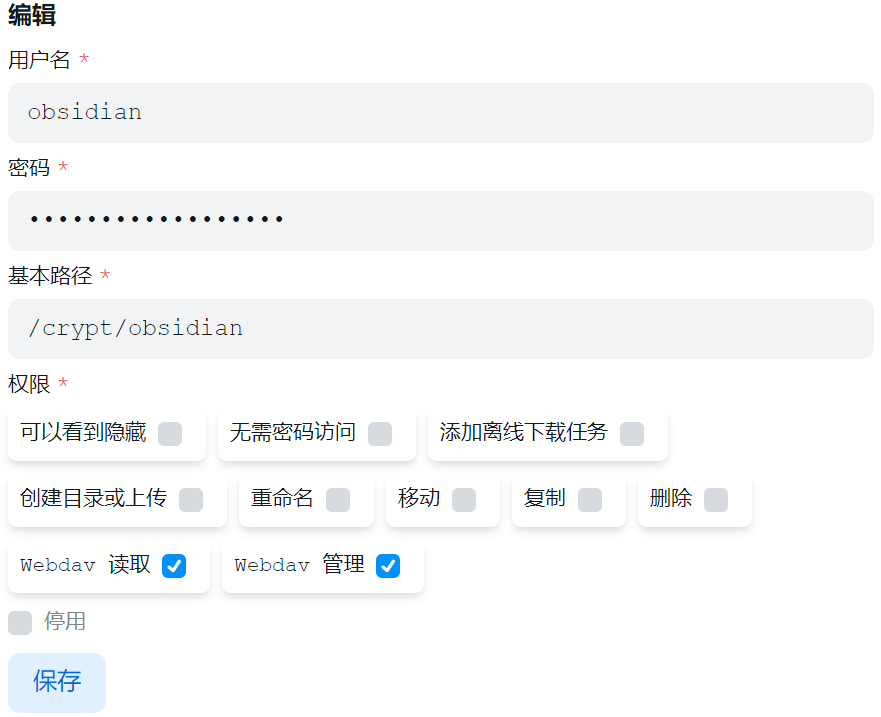 编辑
用户名 *
obsidian
密码 *
••••••••••••••••••
基本路径 *
/crypt/obsidian
权限 *
可以看到隐藏 无需密码访问 添加离线下载任务
创建目录或上传 重命名 移动 复制 删除
Webdav 读取 Webdav 管理
停用
保存